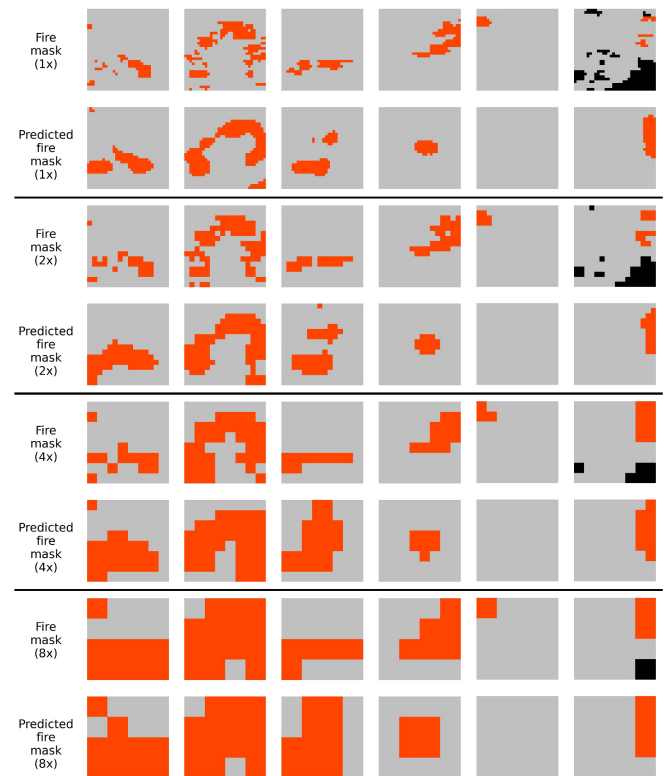 Fire
mask
(1x)
Predicted
fire
mask
(1x)
Fire
mask
(2x)
Predicted
fire
mask
(2x)
Fire
mask
(4x)
Predicted
fire
mask
(4x)
Fire
mask
(8x)
Predicted
fire
mask
(8x)